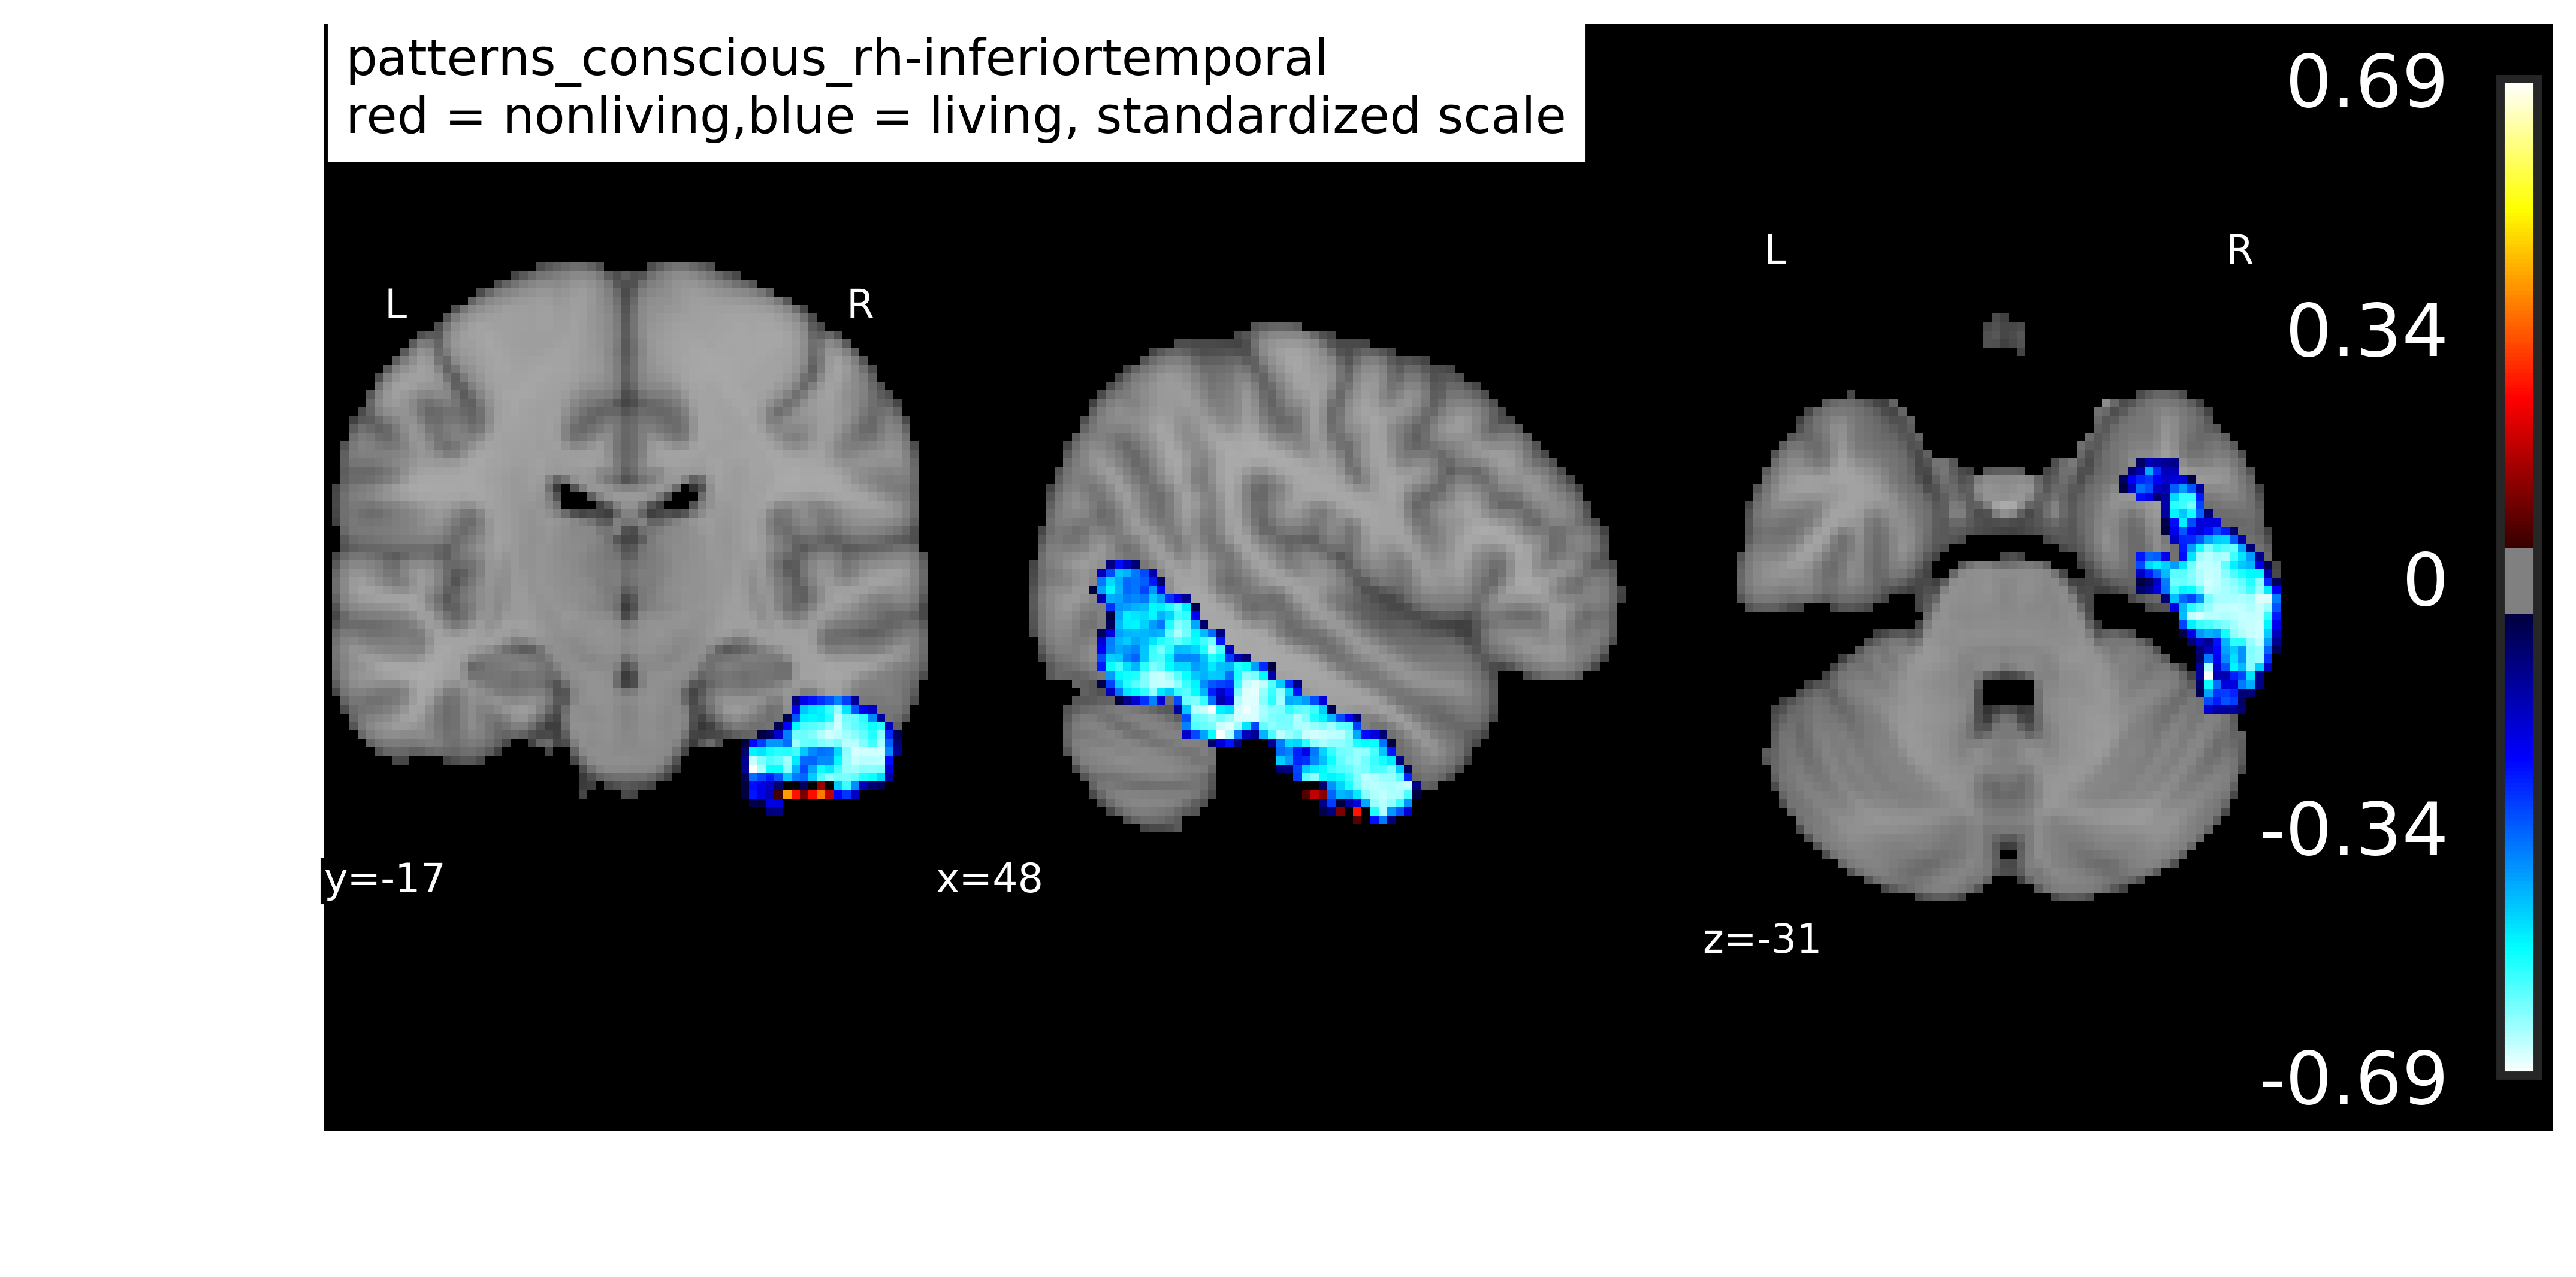 patterns_conscious_rh-inferiortemporal
red = nonliving,blue = living, standardized scale
L
R
y=-17
x=48
L
R
z=-31
0.69
0.34
0
-0.34
-0.69